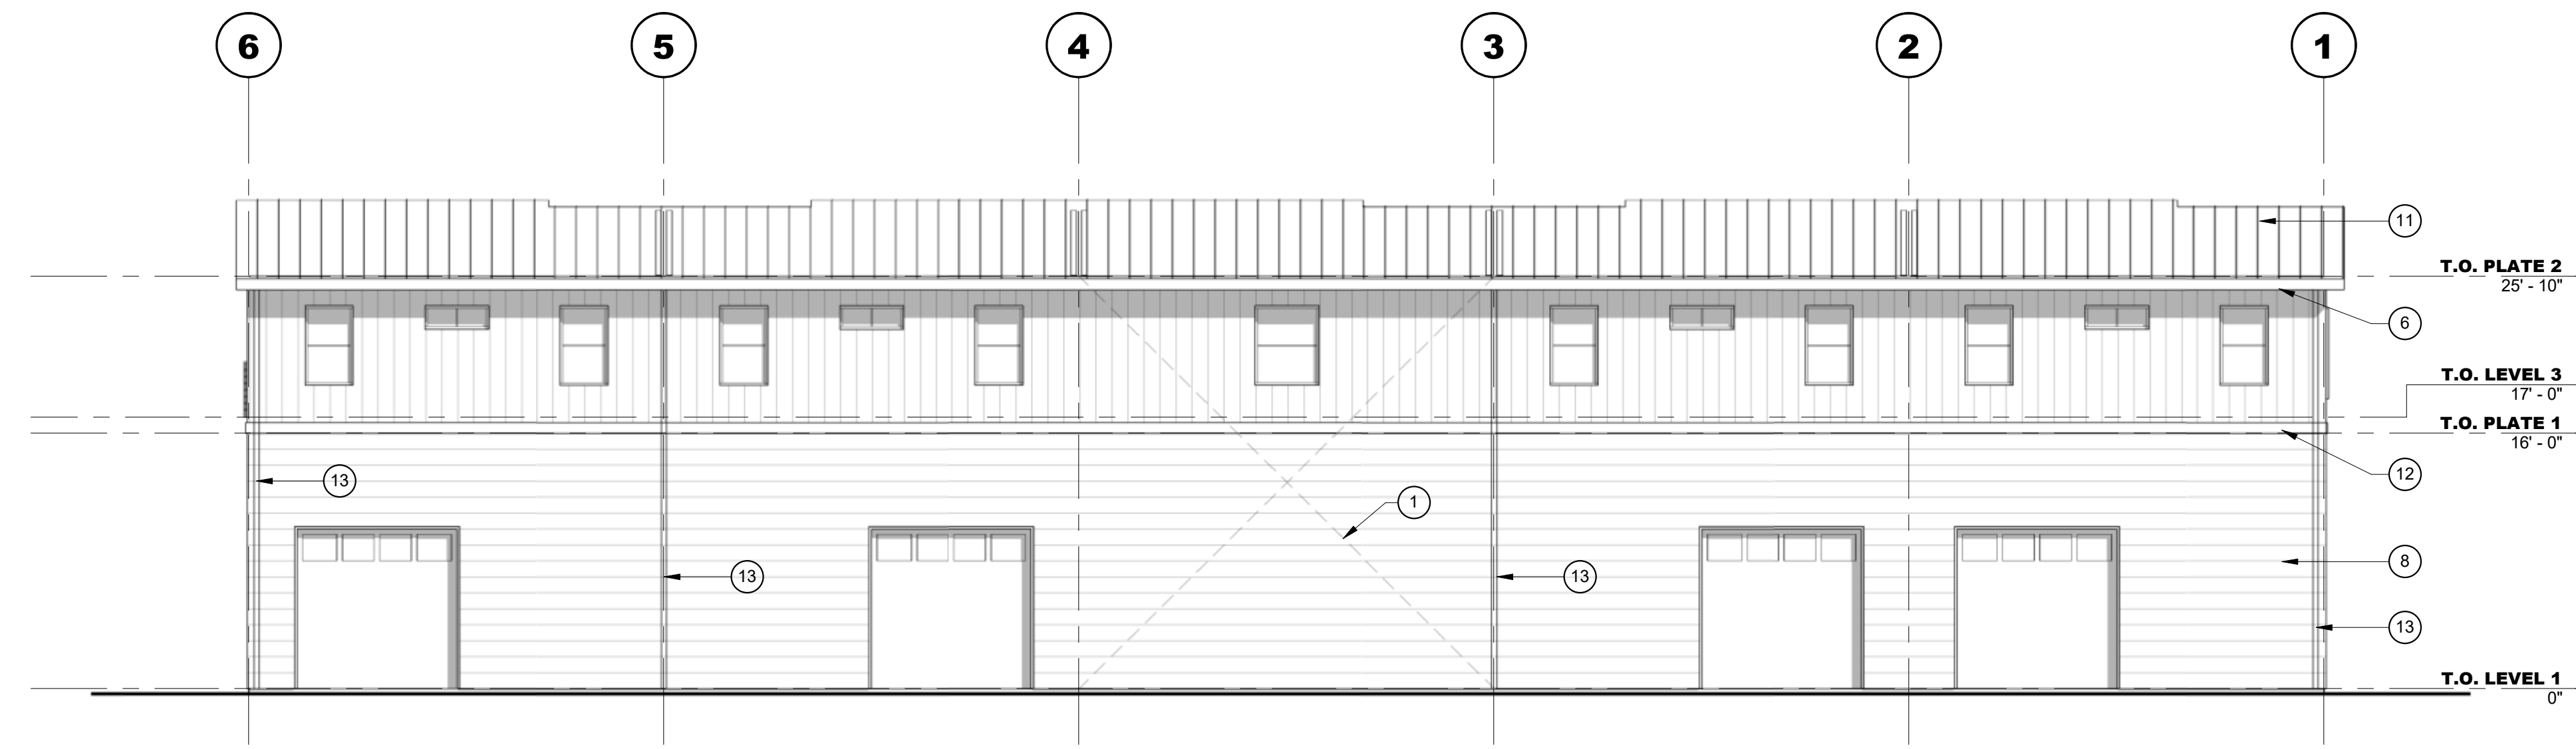 6 5 4 3 2 1
11
T.O. PLATE 2
25' - 10"
6
T.O. LEVEL 3
17' - 0"
T.O. PLATE 1
16' - 0"
12
13
1
8
13
13
13
T.O. LEVEL 1
0"